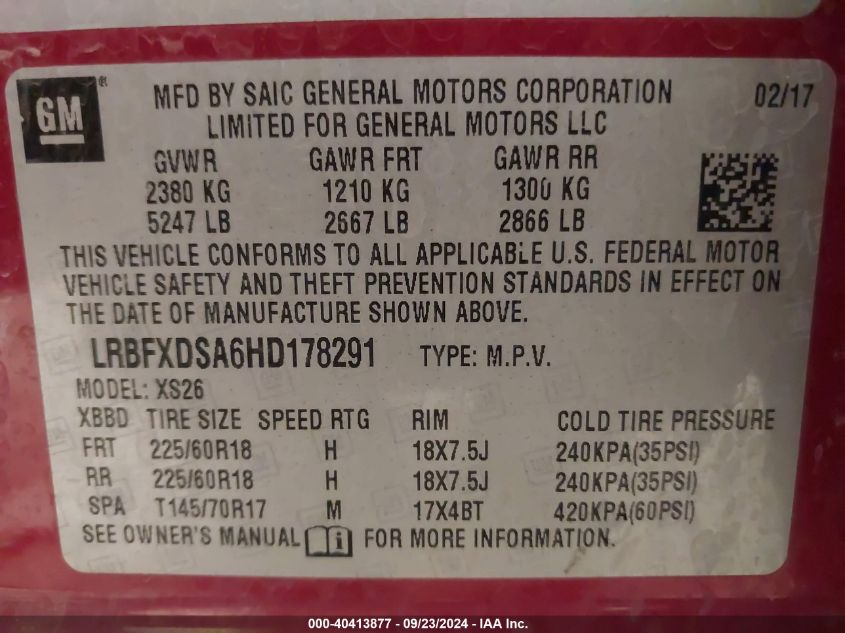 GM ®
MFD BY SAIC GENERAL MOTORS CORPORATION 02/17
LIMITED FOR GENERAL MOTORS LLC
GVWR GAWR FRT GAWR RR
2380 KG 1210 KG 1300 KG
5247 LB 2667 LB 2866 LB
THIS VEHICLE CONFORMS TO ALL APPLICABLE U.S. FEDERAL MOTOR
VEHICLE SAFETY AND THEFT PREVENTION STANDARDS IN EFFECT ON
THE DATE OF MANUFACTURE SHOWN ABOVE.
LRBFXDSA6HD178291 TYPE: M.P.V.
MODEL: XS26
XBBD TIRE SIZE SPEED RTG RIM COLD TIRE PRESSURE
FRT 225/60R18 H 18X7.5J 240KPA(35PSI)
RR 225/60R18 H 18X7.5J 240KPA(35PSI)
SPA T145/70R17 M 17X4BT 420KPA(60PSI)
SEE OWNER'S MANUAL i FOR MORE INFORMATION.
000-40413877 - 09/23/2024 - IAA Inc.